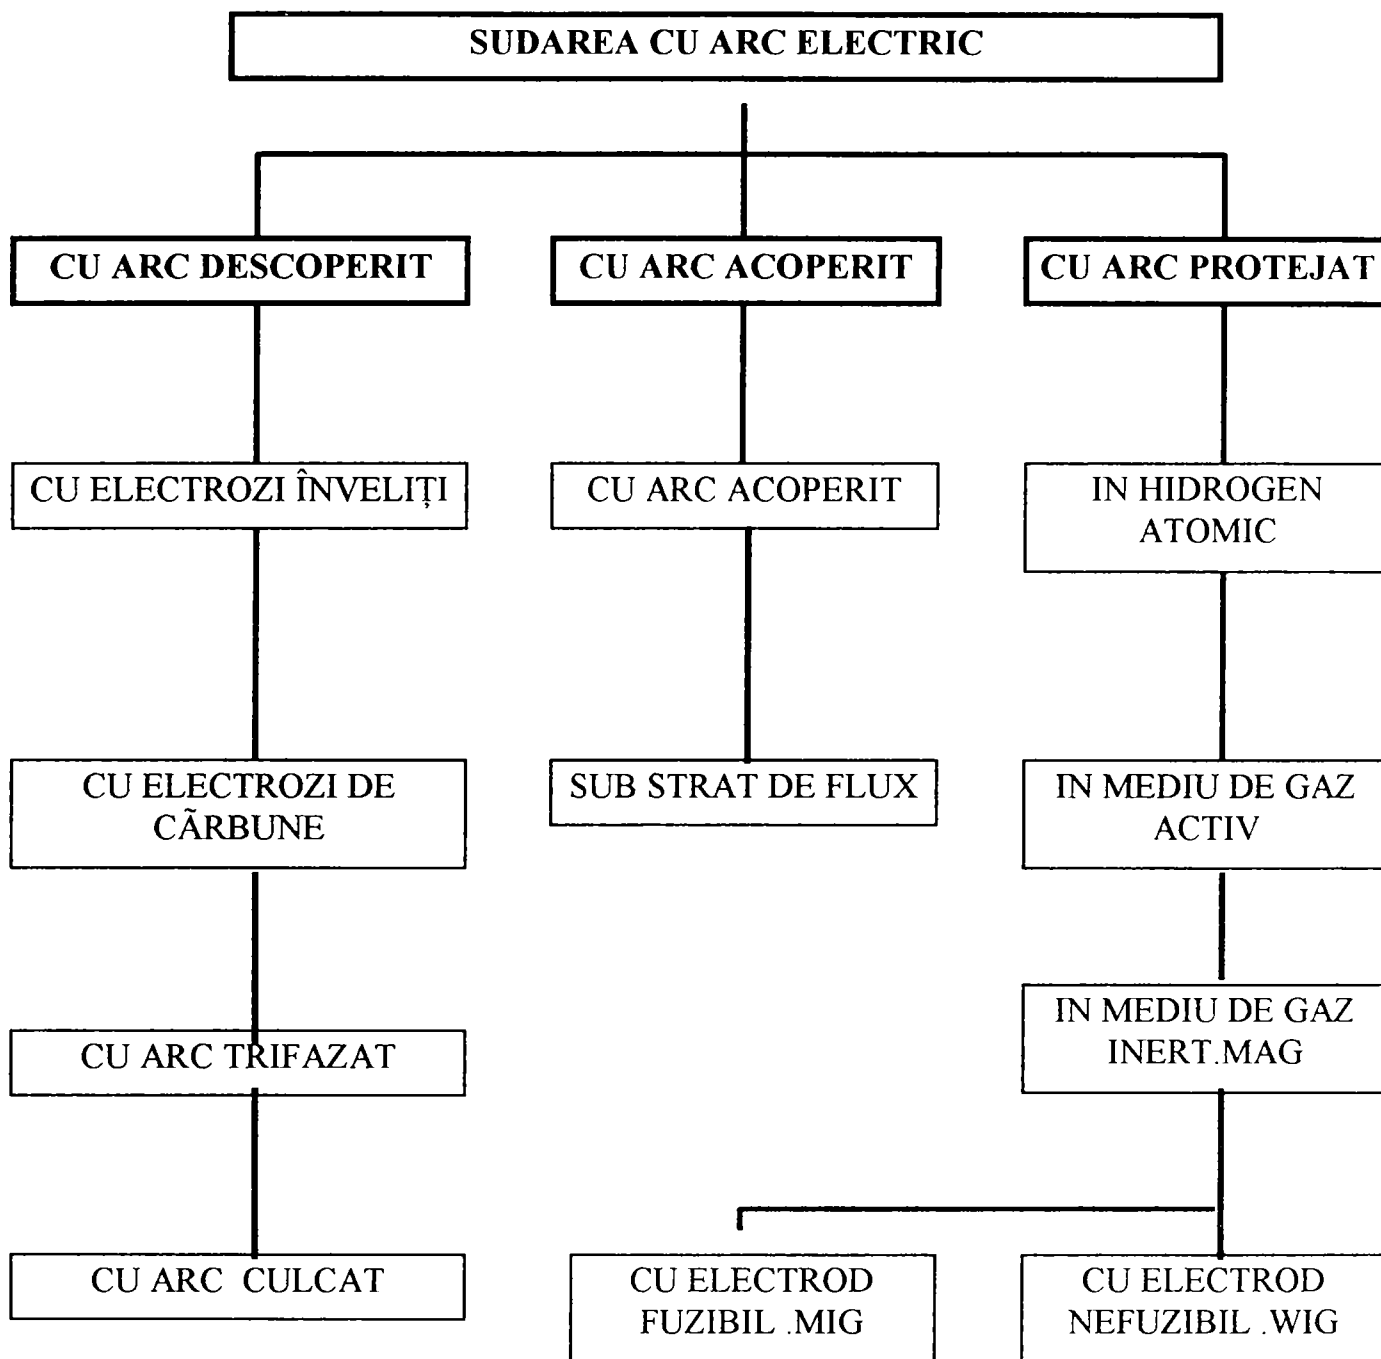 SUDAREA CU ARC ELECTRIC
CU ARC DESCOPERIT
CU ARC ACOPERIT
CU ARC PROTEJAT
CU ELECTROZI ÎNVELIȚI
CU ARC ACOPERIT
IN HIDROGEN
ATOMIC
CU ELECTROZI DE
CÃRBUNE
SUB STRAT DE FLUX
IN MEDIU DE GAZ
ACTIV
CU ARC TRIFAZAT
IN MEDIU DE GAZ
INERT.MAG
CU ARC CULCAT
CU ELECTROD
FUZIBIL .MIG
CU ELECTROD
NEFUZIBIL .WIG